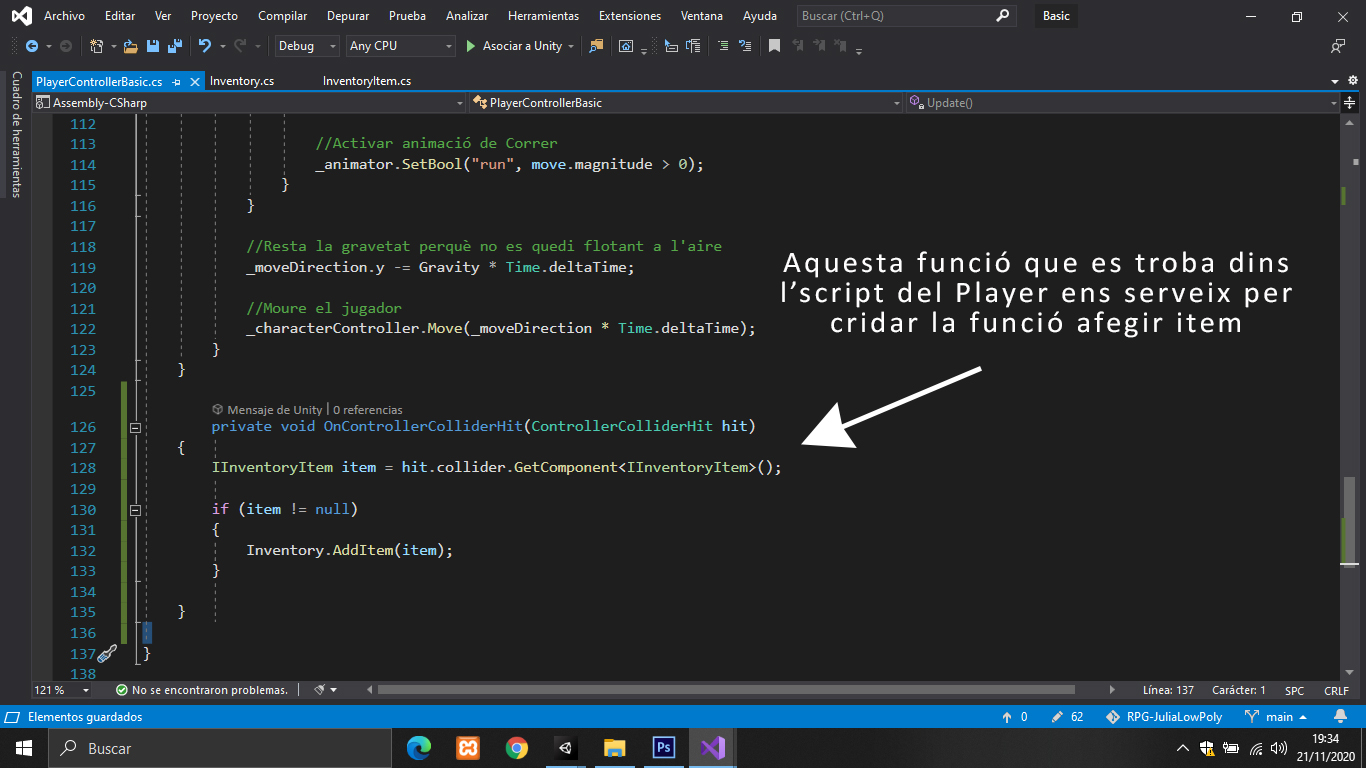 Archivo Editar Ver Proyecto Compilar Depurar Prueba Analizar Herramientas Extensiones Ventana Ayuda Buscar (Ctrl+Q) Basic
Debug Any CPU Asociar a Unity
Cuadro de herramientas
PlayerControllerBasic.cs Inventory.cs InventoryItem.cs
Assembly-CSharp PlayerControllerBasic Update()
112
113 //Activar animació de Correr
114 _animator.SetBool("run", move.magnitude > 0);
115 }
116 }
117
118 //Resta la gravetat perquè no es quedi flotant a l'aire
119 _moveDirection.y -= Gravity * Time.deltaTime;
120
121 //Moure el jugador
122 _characterController.Move(_moveDirection * Time.deltaTime);
123 }
124 }
125
Mensaje de Unity | 0 referencias
126 private void OnControllerColliderHit(ControllerColliderHit hit)
127 {
128 IInventoryItem item = hit.collider.GetComponent<IInventoryItem>();
129
130 if (item != null)
131 {
132 Inventory.AddItem(item);
133 }
134
135 }
136
137 }
138
Aquesta funció que es troba dins
l’script del Player ens serveix per
cridar la funció afegir item
121 % No se encontraron problemas. Línea: 137 Carácter: 1 SPC CRLF
Elementos guardados 0 62 RPG-JuliaLowPoly main
Buscar Ps 19:34
21/11/2020